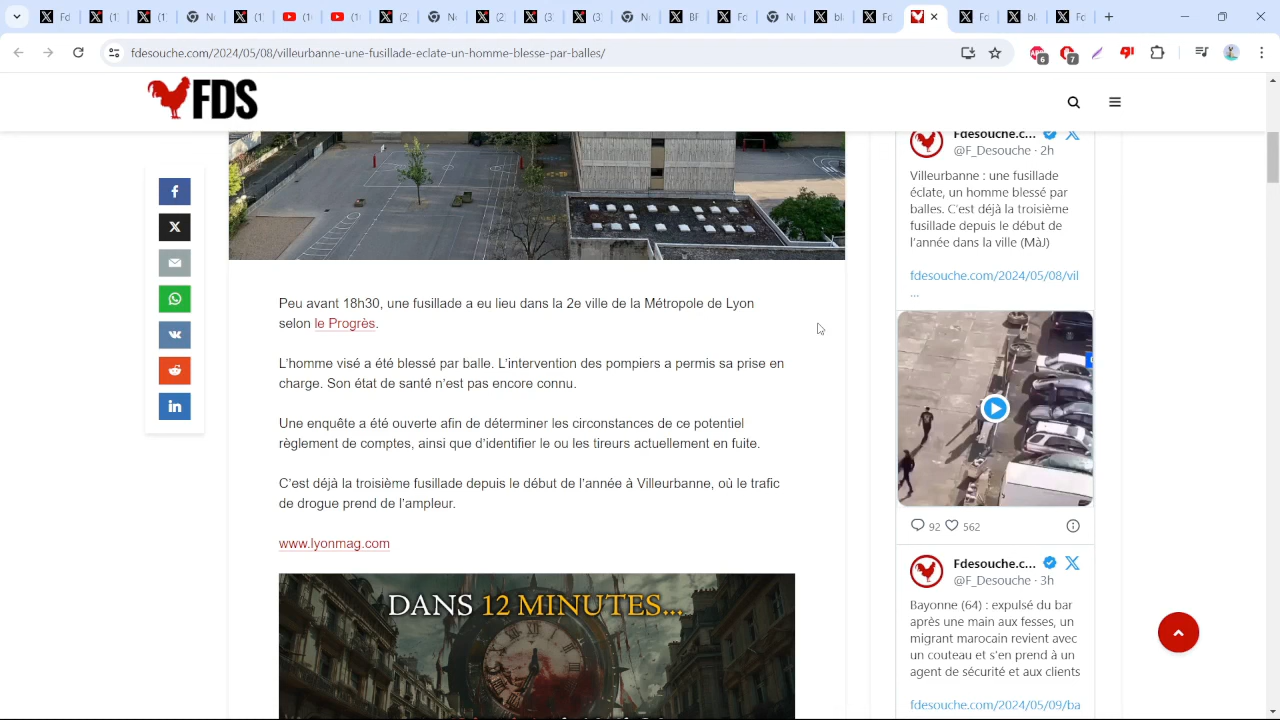 fdesouche.com/2024/05/08/villeurbanne-une-fusillade-eclate-un-homme-blesse-par-balles/
6
7
FDS
Peu avant 18h30, une fusillade a eu lieu dans la 2e ville de la Métropole de Lyon
selon le Progrès.
L'homme visé a été blessé par balle. L'intervention des pompiers a permis sa prise en
charge. Son état de santé n'est pas encore connu.
Une enquête a été ouverte afin de déterminer les circonstances de ce potentiel
règlement de comptes, ainsi que d'identifier le ou les tireurs actuellement en fuite.
C'est déjà la troisième fusillade depuis le début de l'année à Villeurbanne, où le trafic
de drogue prend de l'ampleur.
www.lyonmag.com
DANS 12 MINUTES...
Fdesouche.c...
@F_Desouche · 2h
Villeurbanne : une fusillade
éclate, un homme blessé par
balles. C'est déjà la troisième
fusillade depuis le début de
l'année dans la ville (MàJ)
fdesouche.com/2024/05/08/vil
...
92 562
Fdesouche.c...
@F_Desouche · 3h
Bayonne (64) : expulsé du bar
après une main aux fesses, un
migrant marocain revient avec
un couteau et s'en prend à un
agent de sécurité et aux clients
fdesouche.com/2024/05/09/ba